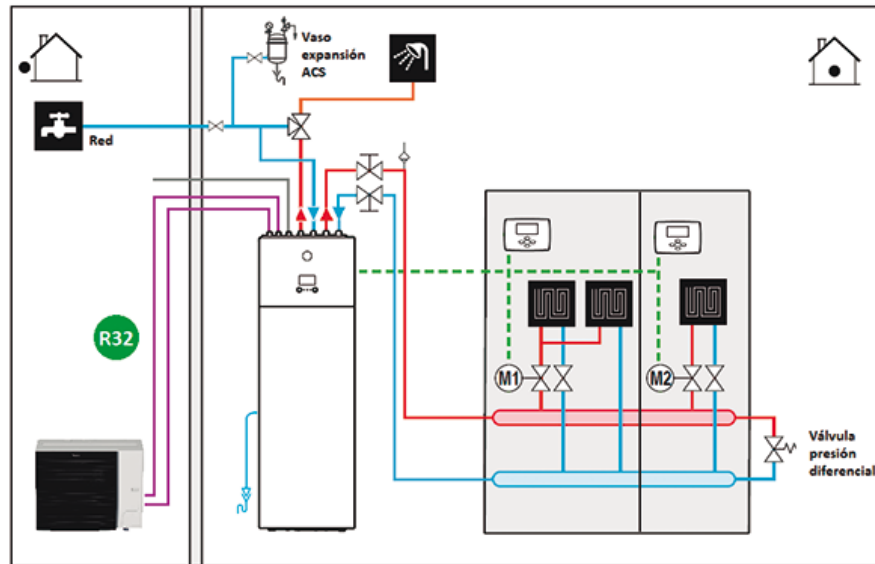 Vaso
expansión
ACS
Red
R32
M1
M2
Válvula
presión
diferencial